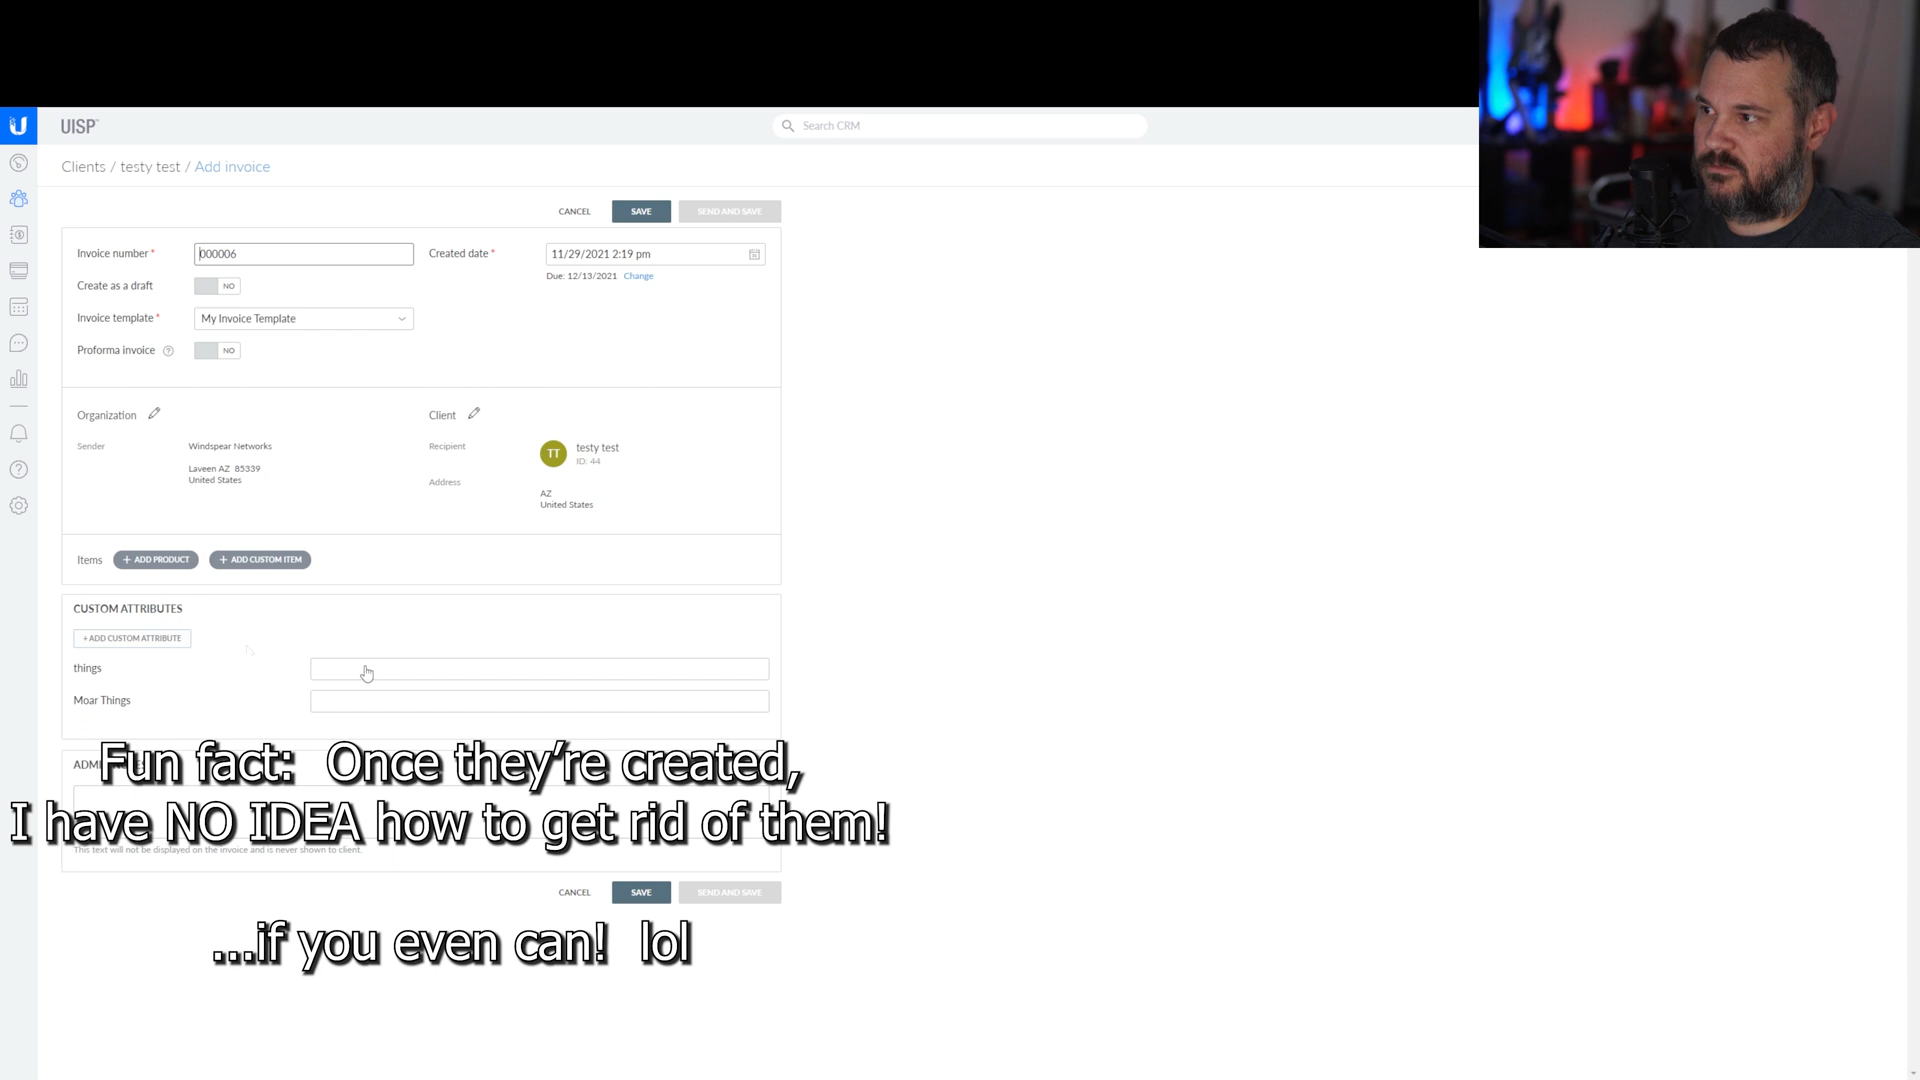 UISP
Search CRM
Clients / testy test / Add invoice
CANCEL SAVE SEND AND SAVE
Invoice number * 000006 Created date * 11/29/2021 2:19 pm
Due: 12/13/2021 Change
Create as a draft NO
Invoice template * My Invoice Template
Proforma invoice ? NO
Organization Client
Sender Windspear Networks Recipient TT testy test
ID: 44
Laveen AZ 85339
United States
Address
AZ
United States
Items + ADD PRODUCT + ADD CUSTOM ITEM
CUSTOM ATTRIBUTES
+ ADD CUSTOM ATTRIBUTE
things
Moar Things
Fun fact: Once they're created,
I have NO IDEA how to get rid of them!
This text will not be displayed on the invoice and is never shown to client.
CANCEL SAVE SEND AND SAVE
...if you even can! lol